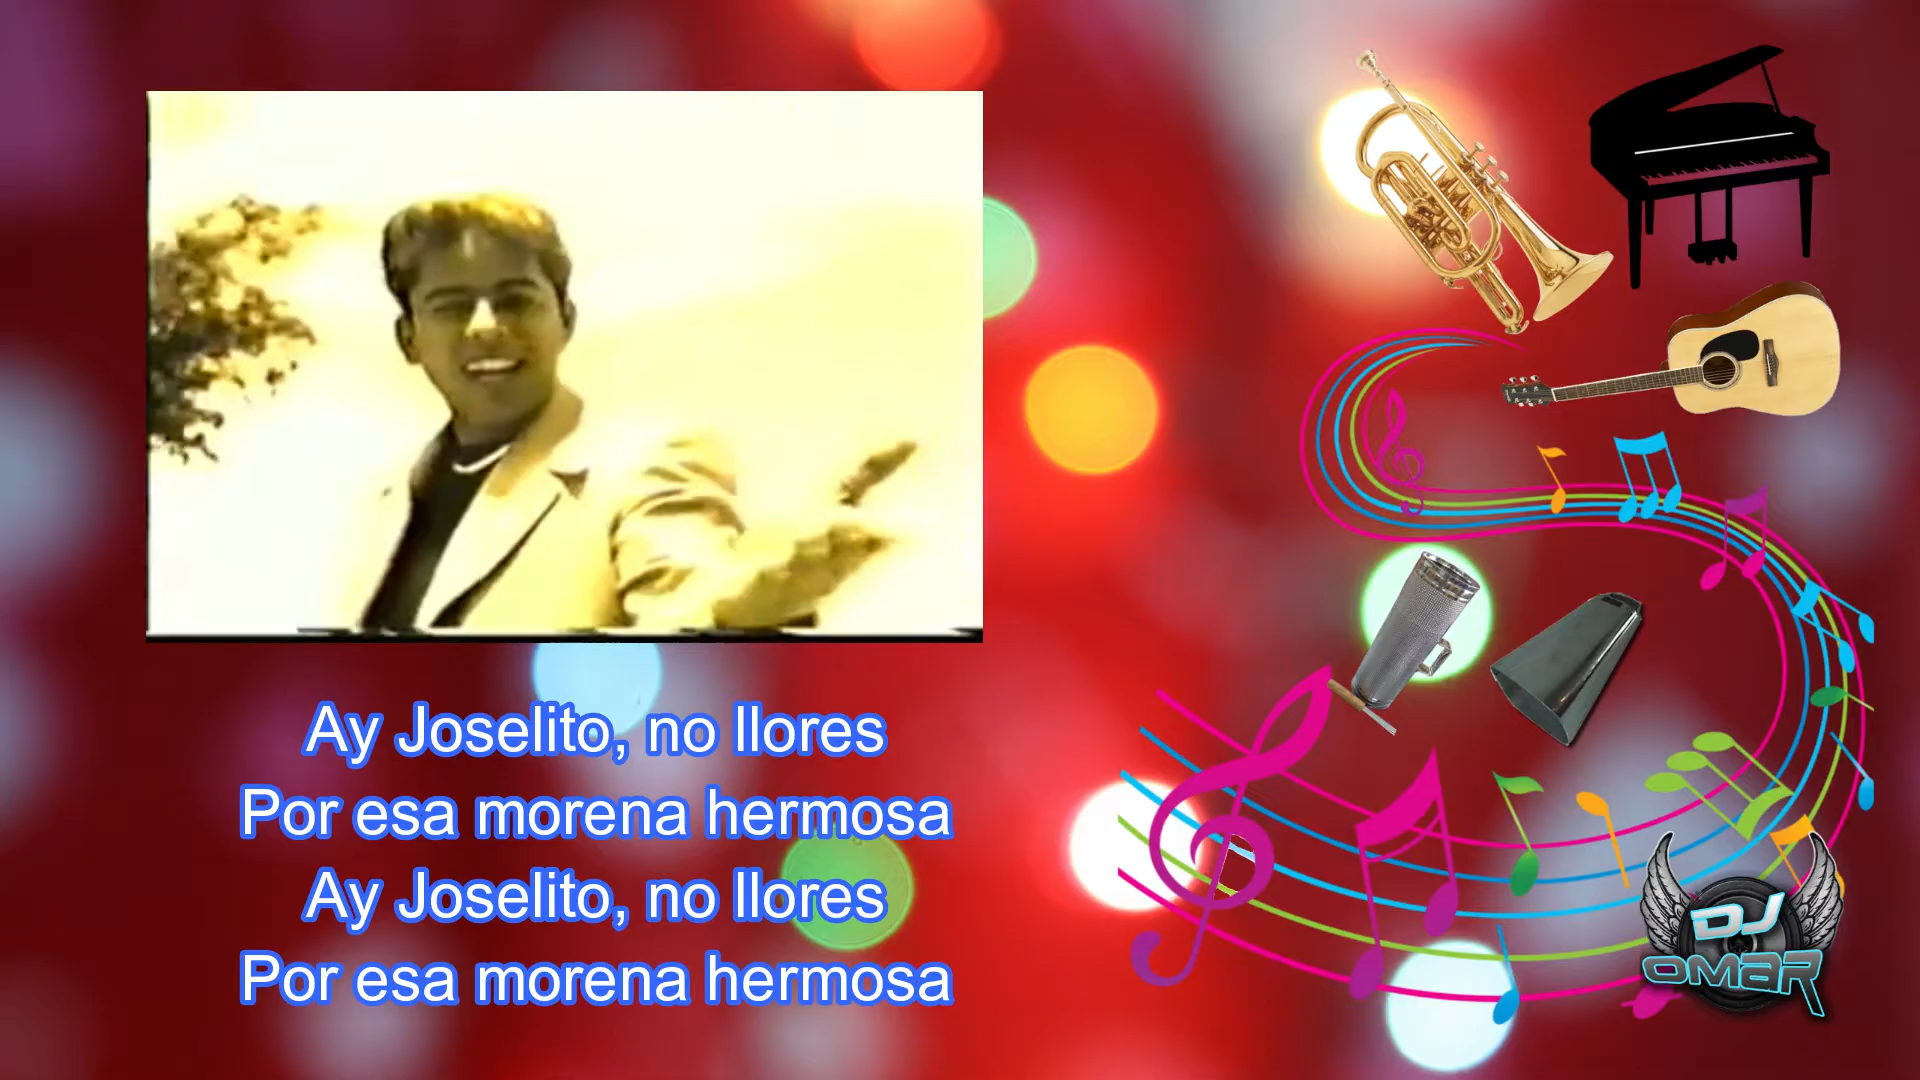 Ay Joselito, no llores
Por esa morena hermosa
Ay Joselito, no llores
Por esa morena hermosa
DJ
OMAR